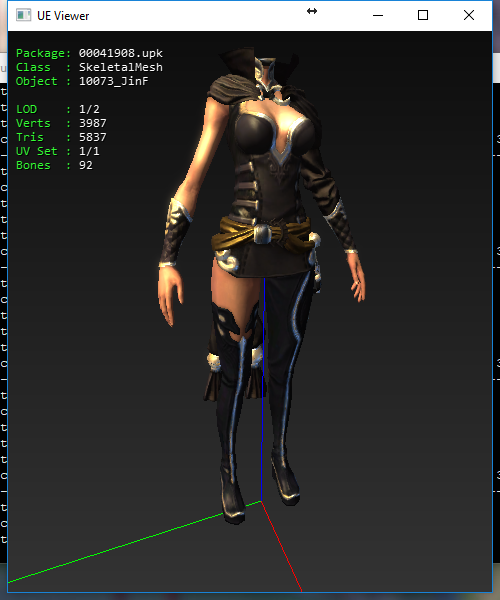 UE Viewer
Package: 00041908.upk
Class : SkeletalMesh
Object : 10073_JinF
LOD : 1/2
Verts : 3987
Tris : 5837
UV Set : 1/1
Bones : 92